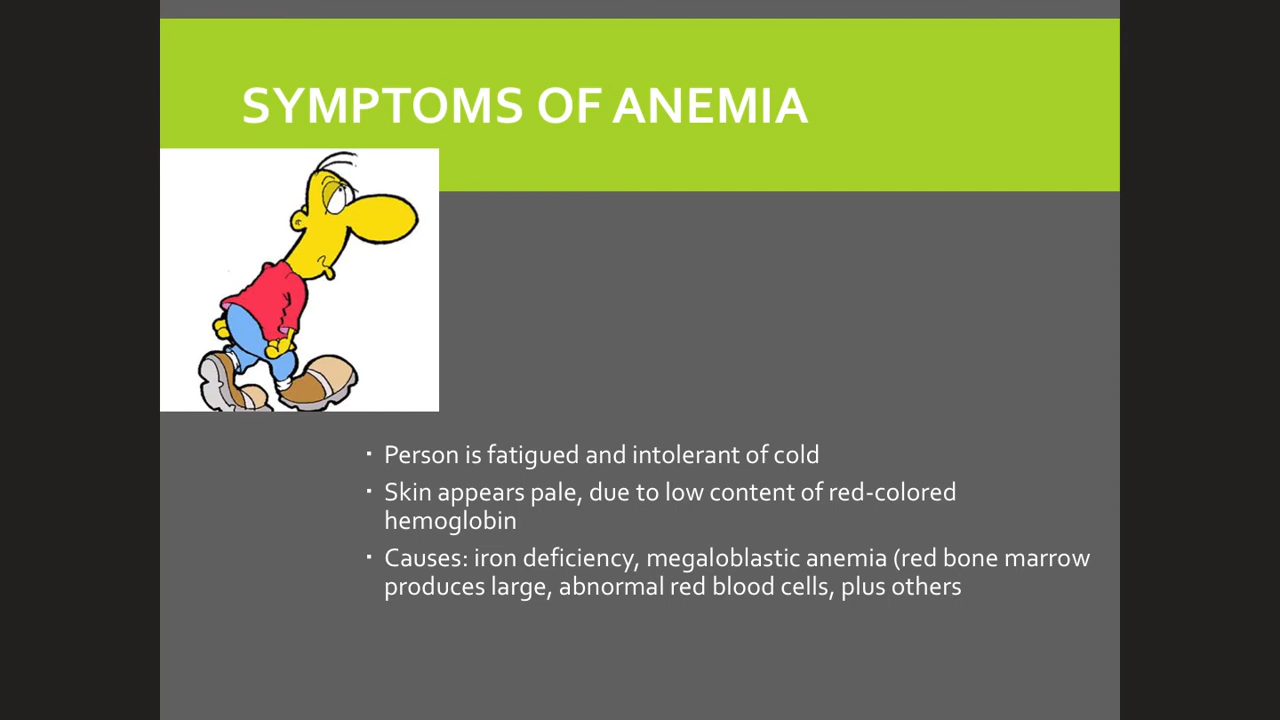 SYMPTOMS OF ANEMIA
▪ Person is fatigued and intolerant of cold
▪ Skin appears pale, due to low content of red-colored
hemoglobin
▪ Causes: iron deficiency, megaloblastic anemia (red bone marrow
produces large, abnormal red blood cells, plus others